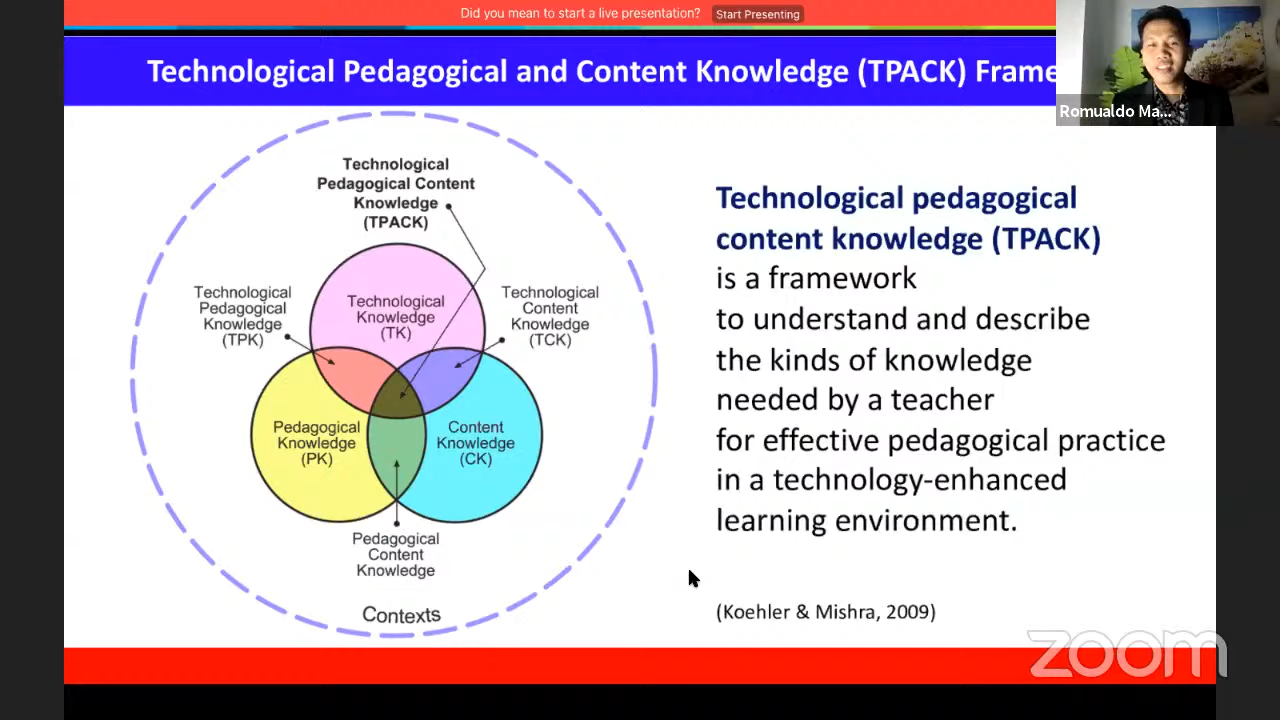 Did you mean to start a live presentation? Start Presenting
Technological Pedagogical and Content Knowledge (TPACK) Frame
Romualdo Ma...
Technological
Pedagogical Content
Knowledge
(TPACK)
Technological
Pedagogical
Knowledge
(TPK)
Technological
Knowledge
(TK)
Technological
Content
Knowledge
(TCK)
Pedagogical
Knowledge
(PK)
Content
Knowledge
(CK)
Pedagogical
Content
Knowledge
Contexts
Technological pedagogical
content knowledge (TPACK)
is a framework
to understand and describe
the kinds of knowledge
needed by a teacher
for effective pedagogical practice
in a technology-enhanced
learning environment.
(Koehler & Mishra, 2009)
zoom